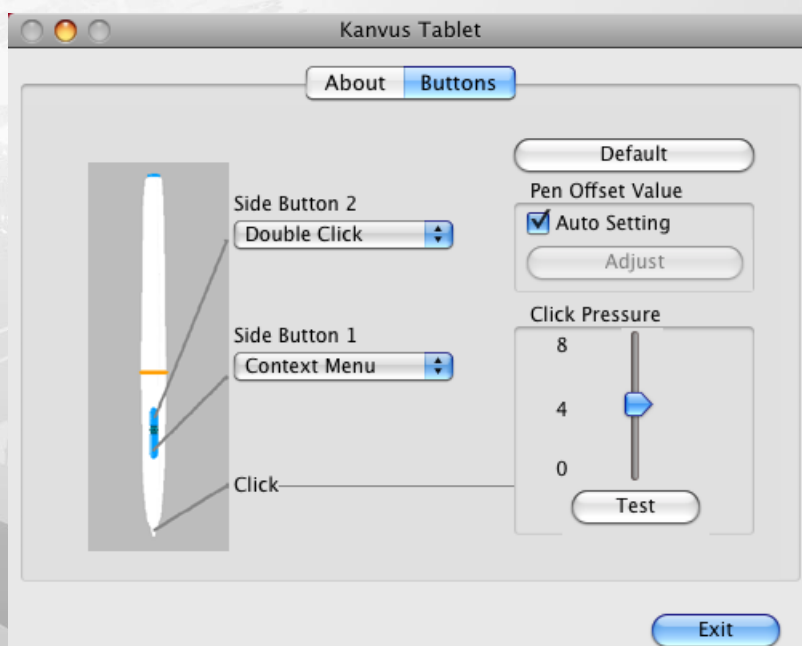 Kanvus Tablet
About
Buttons
Side Button 2
Double Click
Side Button 1
Context Menu
Click
Default
Pen Offset Value
Auto Setting
Adjust
Click Pressure
8
4
0
Test
Exit